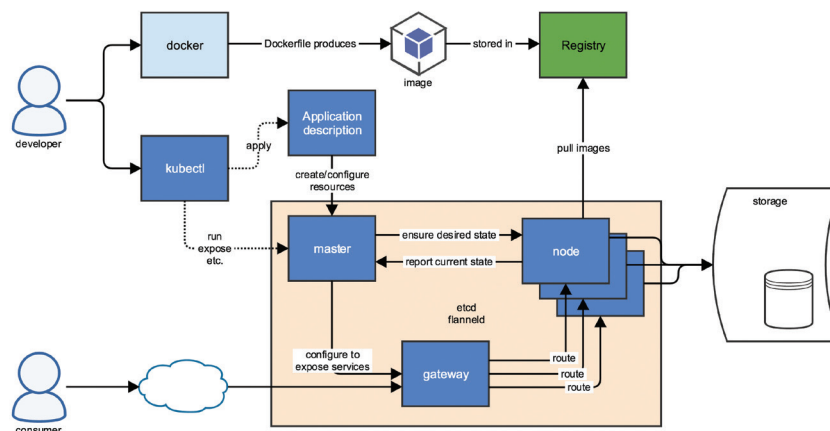 docker
Dockerfile produces
image
stored in
Registry
developer
kubectl
apply
Application
description
pull images
create/configure
resources
storage
run
expose
etc.
master
ensure desired state
node
report current state
etcd
flanneld
configure to
expose services
gateway
route
route
route
consumer